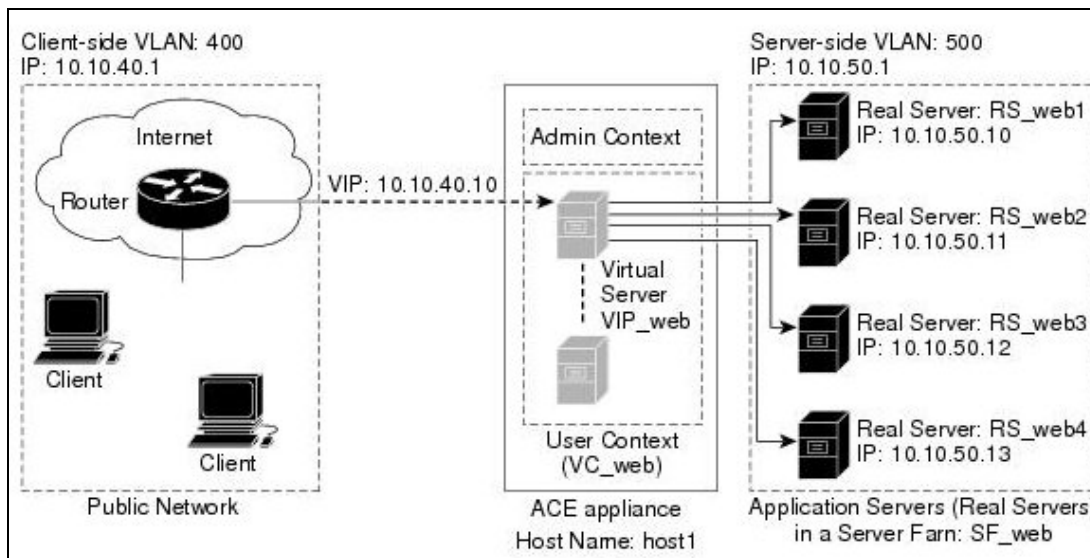 Client-side VLAN: 400
IP: 10.10.40.1
Internet
Router
Client
Client
Public Network
VIP: 10.10.40.10
Admin Context
Virtual
Server
VIP_web
User Context
(VC_web)
ACE appliance
Host Name: host1
Server-side VLAN: 500
IP: 10.10.50.1
Real Server: RS_web1
IP: 10.10.50.10
Real Server: RS_web2
IP: 10.10.50.11
Real Server: RS_web3
IP: 10.10.50.12
Real Server: RS_web4
IP: 10.10.50.13
Application Servers (Real Servers
in a Server Farn: SF_web